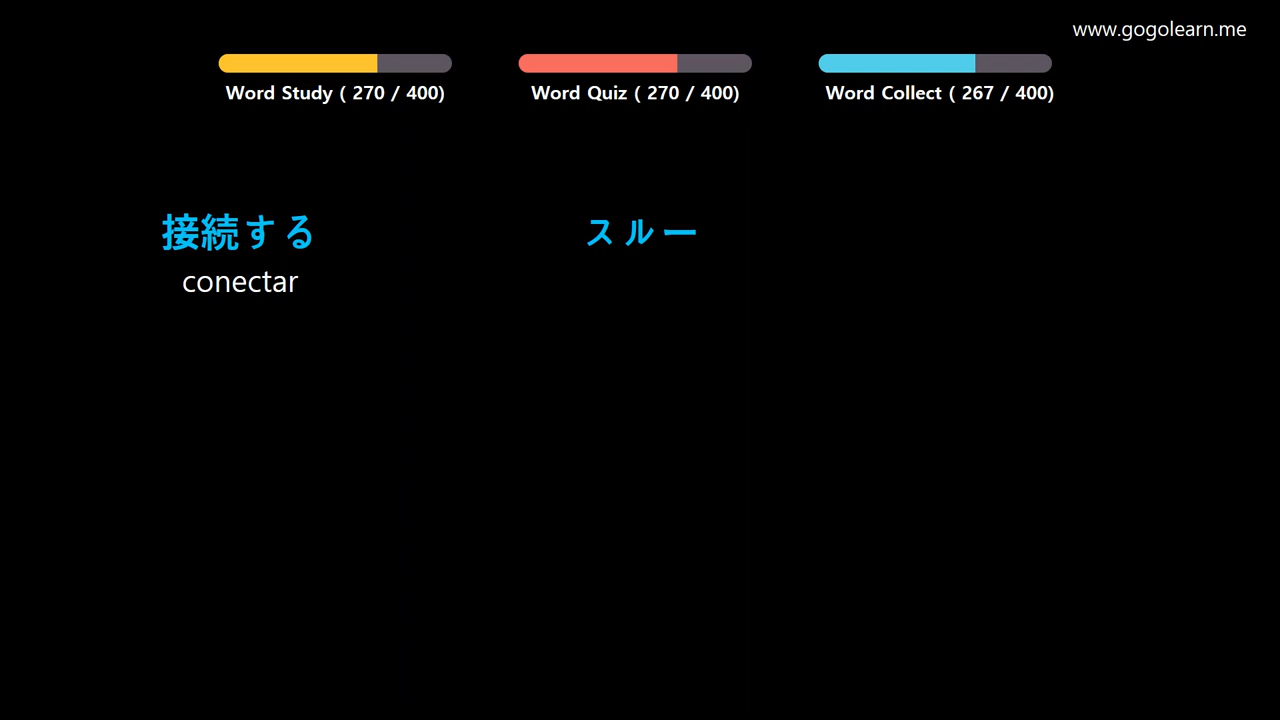 www.gogolearn.me
Word Study ( 270 / 400)
Word Quiz ( 270 / 400)
Word Collect ( 267 / 400)
接続する
conectar
スルー